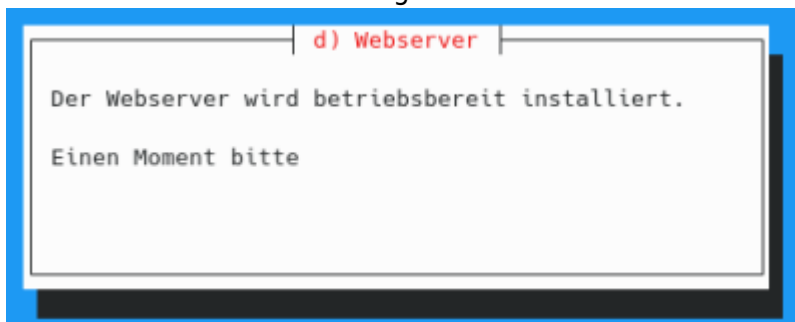 d) Webserver
Der Webserver wird betriebsbereit installiert.
Einen Moment bitte